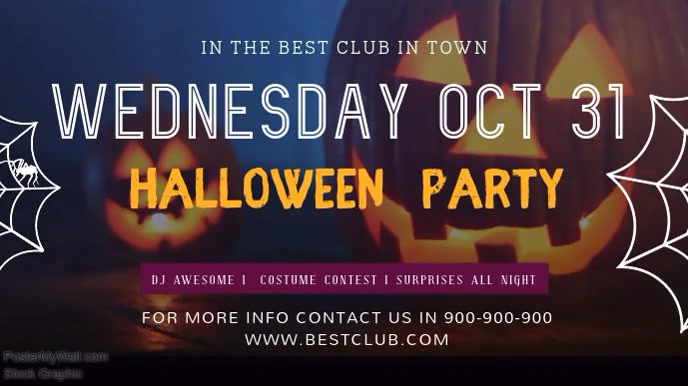 IN THE BEST CLUB IN TOWN
WEDNESDAY OCT 31
HALLOWEEN PARTY
DJ AWESOME I COSTUME CONTEST I SURPRISES ALL NIGHT
FOR MORE INFO CONTACT US IN 900-900-900
WWW.BESTCLUB.COM
PosterMyWall.com
Stock Graphic